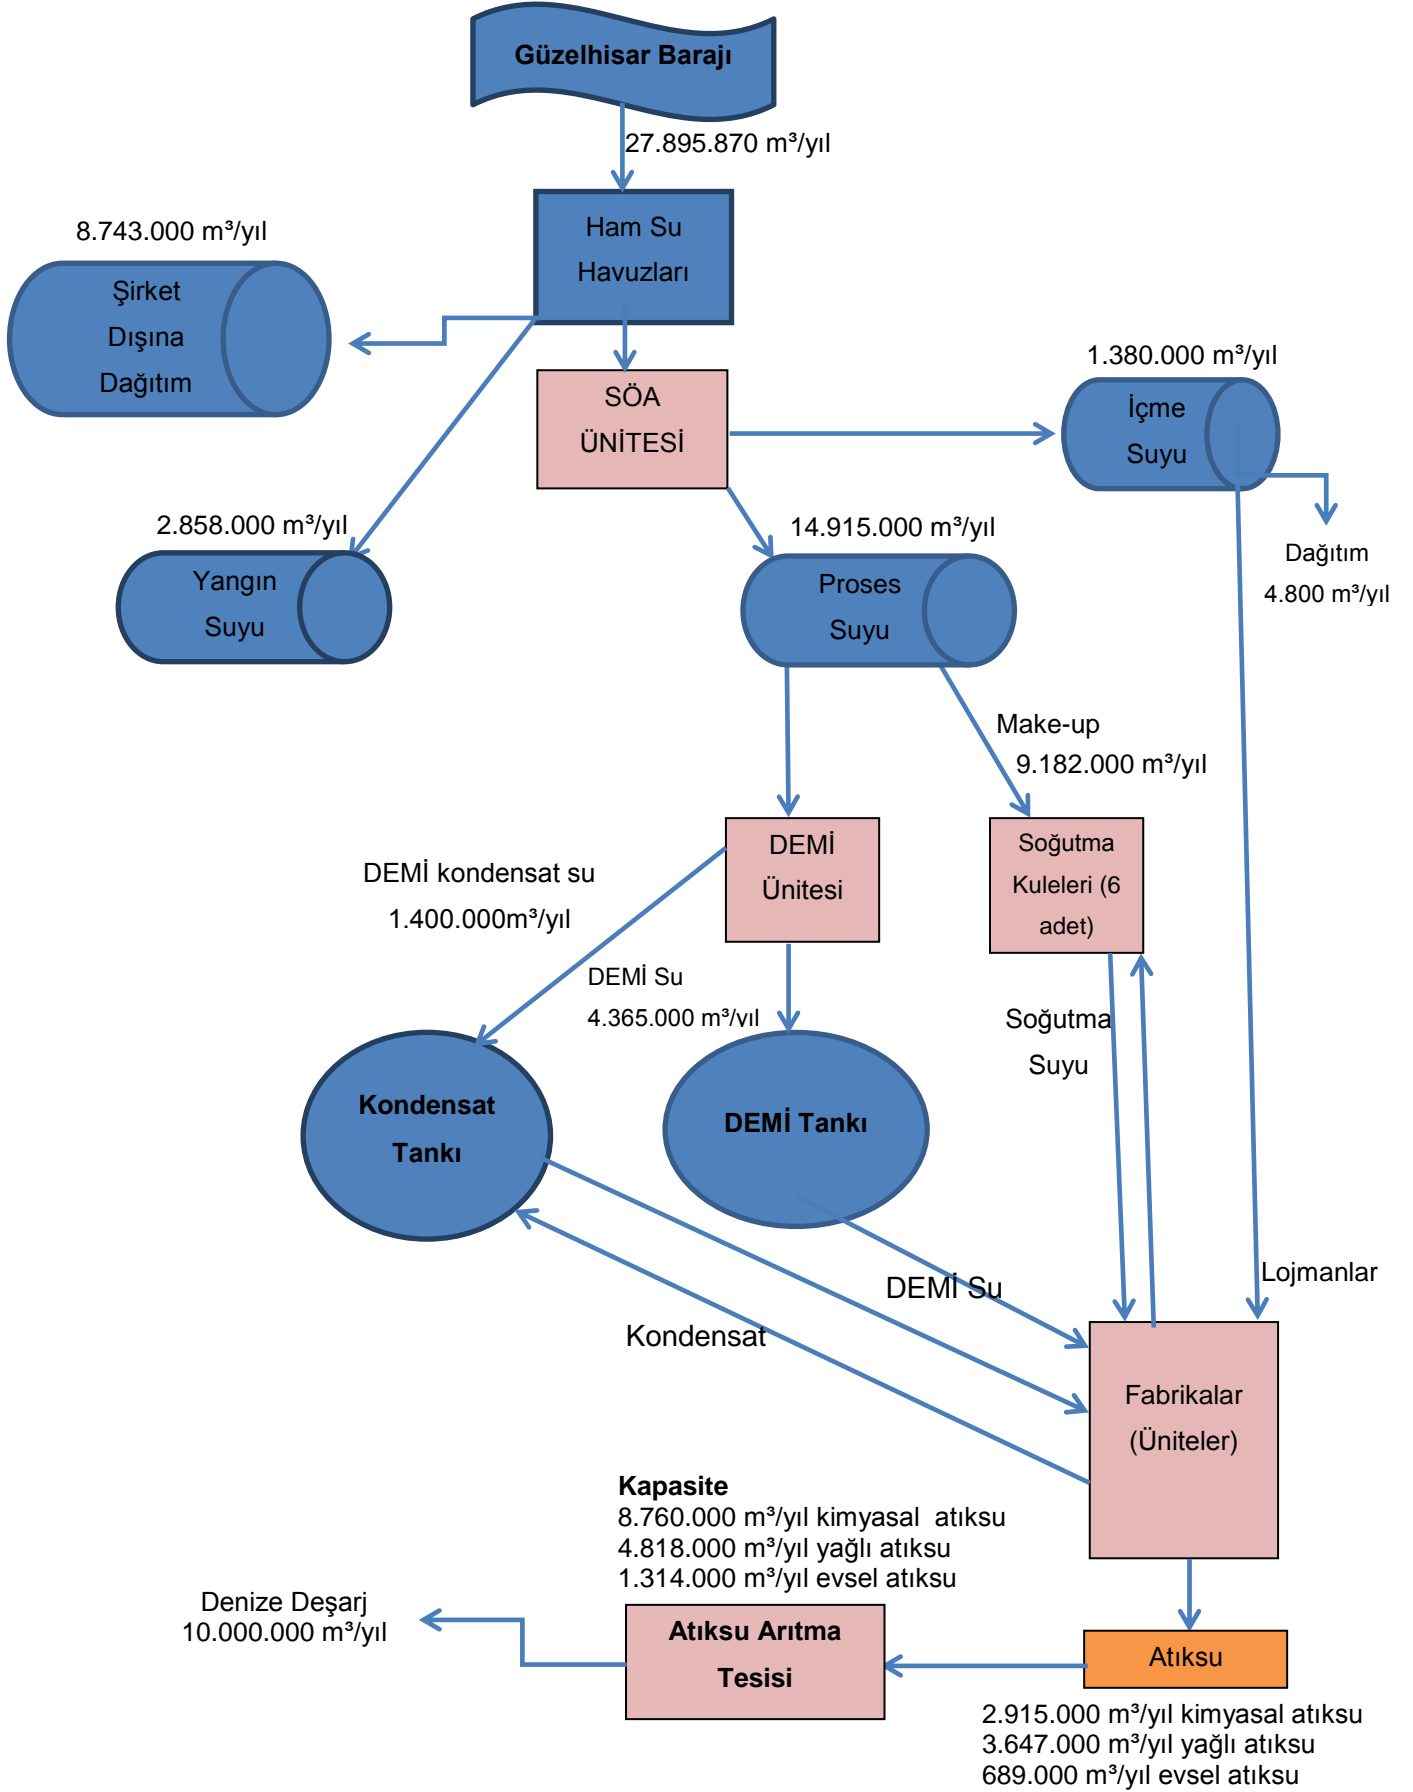 Güzelhisar Barajı
27.895.870 m³/yıl
Ham Su
Havuzları
8.743.000 m³/yıl
Şirket
Dışına
Dağıtım
SÖA
ÜNİTESİ
1.380.000 m³/yıl
İçme
Suyu
2.858.000 m³/yıl
Yangın
Suyu
14.915.000 m³/yıl
Proses
Suyu
Dağıtım
4.800 m³/yıl
Make-up
9.182.000 m³/yıl
DEMİ
Ünitesi
Soğutma
Kuleleri (6
adet)
DEMİ kondensat su
1.400.000m³/yıl
DEMİ Su
4.365.000 m³/yıl
Soğutma
Suyu
Kondensat
Tankı
DEMİ Tankı
Lojmanlar
DEMİ Su
Kondensat
Fabrikalar
(Üniteler)
Kapasite
8.760.000 m³/yıl kimyasal  atıksu
4.818.000 m³/yıl yağlı atıksu
1.314.000 m³/yıl evsel atıksu
Denize Deşarj
10.000.000 m³/yıl
Atıksu Arıtma
Tesisi
Atıksu
2.915.000 m³/yıl kimyasal atıksu
3.647.000 m³/yıl yağlı atıksu
689.000 m³/yıl evsel atıksu